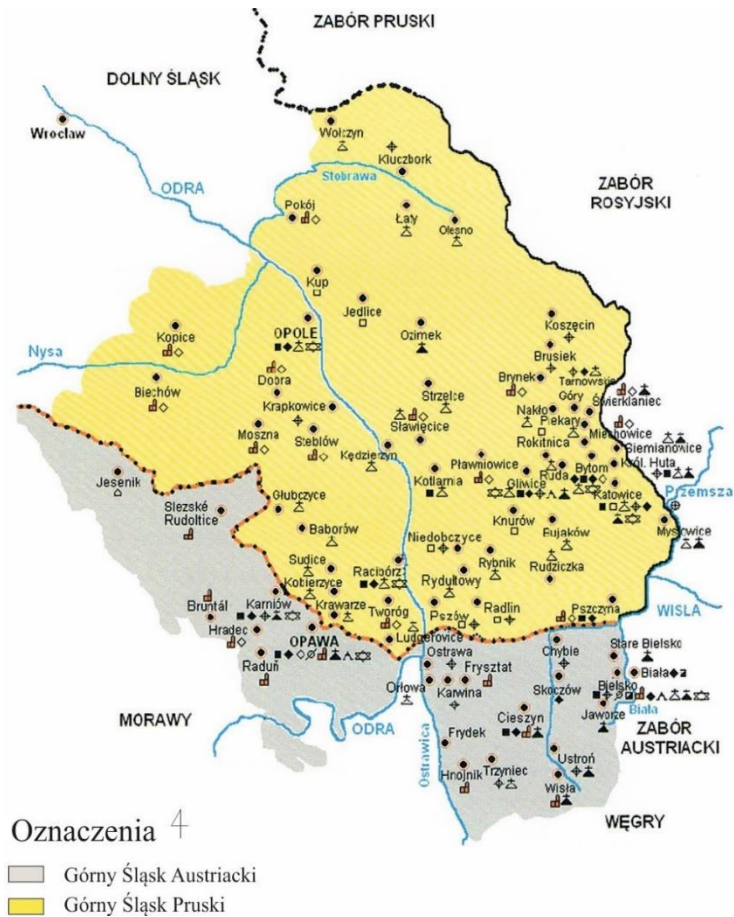 ZABÓR PRUSKI
DOLNY ŚLĄSK
Wrocław
Wołczyn
Kluczbork
Stobrawa
ODRA
ZABÓR
ROSYJSKI
Pokój
Łaty
Olesno
Kup
Jedlice
Koszęcin
Kopice
OPOLE
Ozimek
Brusiek
Nysa
Dobra
Brynek
Tarnowskie
Góry
Świerklaniec
Biechów
Strzelce
Krapkowice
Nakło
Piekary
Sławięcice
Miechowice
Moszna
Steblów
Rokitnica
Siemianowice
Kędzierzyn
Pławniowice
Bytom
Król. Huta
Jesenik
Kotlarnia
Gliwice
Ruda
Slezské
Rudoltice
Głubczyce
Katowice
Przemsza
Knurów
Baborów
Niedobczyce
Bujaków
Mysłowice
Sudice
Racibórz
Rybnik
Kobierzyce
Rydułtowy
Rudziczka
Bruntál
Karniów
Krawarze
Tworóg
Pszów
Radlin
Pszczyna
WISLA
Hradec
OPAWA
Ludgeřovice
Ostrawa
Chybie
Stare Bielsko
Raduń
Frysztat
Orłowa
Karwina
Skoczów
Bielsko
Biała
MORAWY
ODRA
Cieszyn
Jaworze
Biała
ZABÓR
AUSTRIACKI
Ostrawica
Frydek
Ustroń
Hnojnik
Trzyniec
Wisła
WĘGRY
Oznaczenia 4
Górny Śląsk Austriacki
Górny Śląsk Pruski